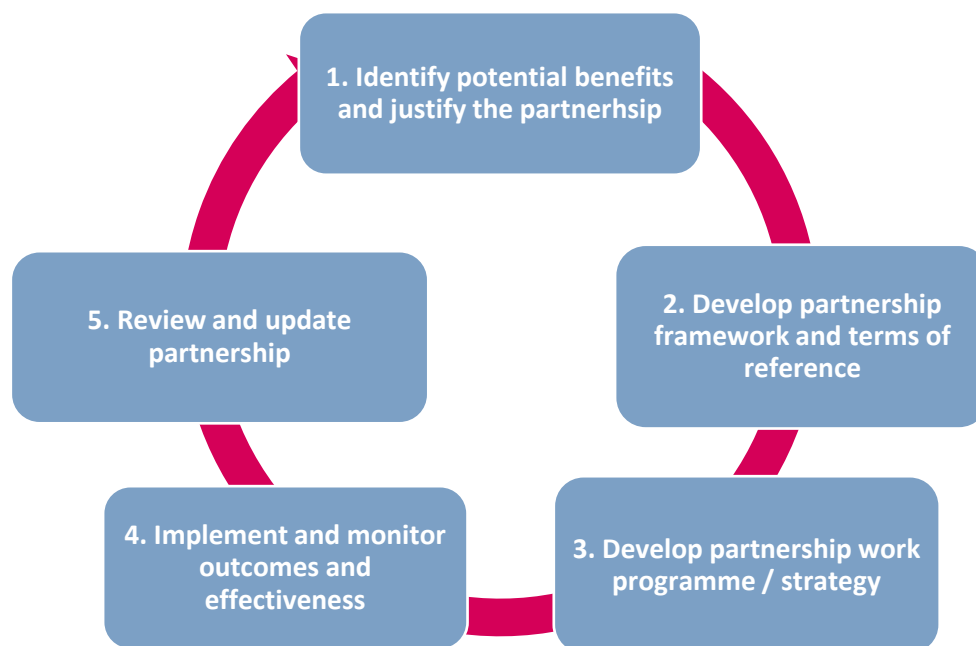 1. Identify potential benefits
and justify the partnerhsip
2. Develop partnership
framework and terms of
reference
3. Develop partnership work
programme / strategy
4. Implement and monitor
outcomes and
effectiveness
5. Review and update
partnership